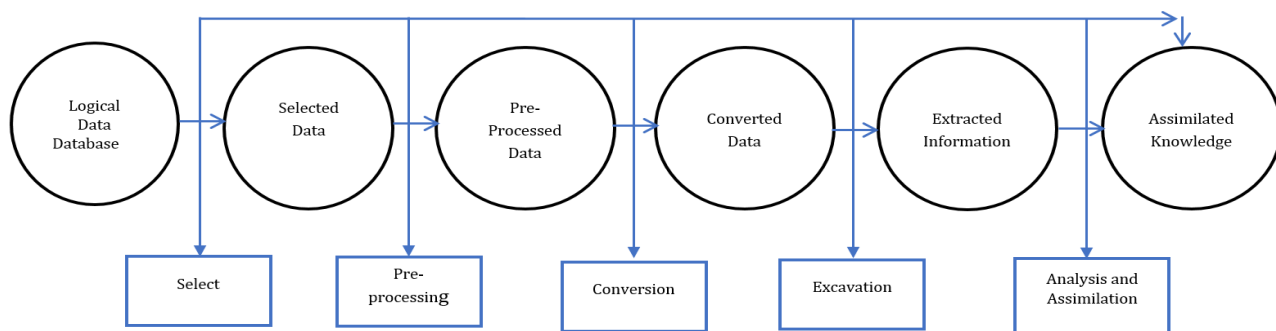 Logical
Data
Database
Selected
Data
Pre-
Processed
Data
Converted
Data
Extracted
Information
Assimilated
Knowledge
Select
Pre-
processing
Conversion
Excavation
Analysis and
Assimilation